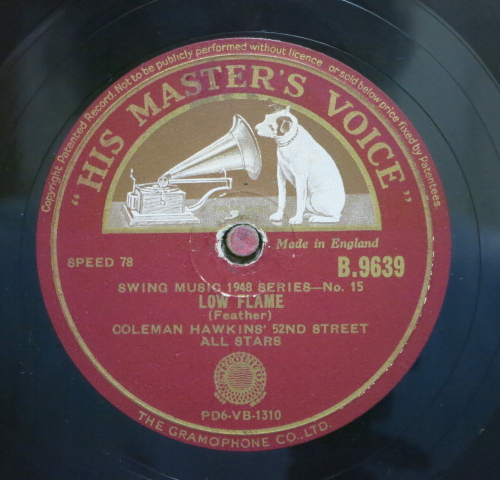 Copyright Patented Record. Not to be publicly performed without licence or sold below price fixed by Patentees.
"HIS MASTER'S VOICE"
Made in England
SPEED 78
B.9639
SWING MUSIC 1948 SERIES—No. 15
LOW FLAME
(Feather)
COLEMAN HAWKINS' 52ND STREET
ALL STARS
PD6-VB-1310
THE GRAMOPHONE CO., LTD.